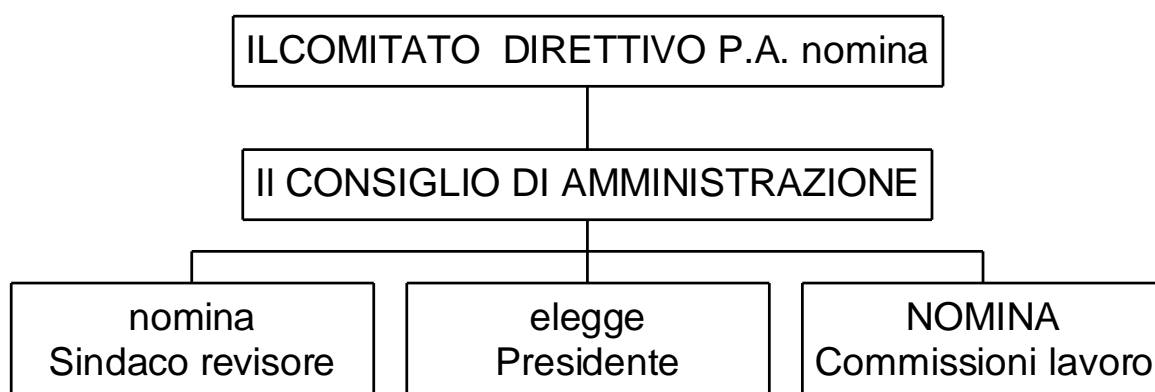 ILCOMITATO DIRETTIVO P.A. nomina
Il CONSIGLIO DI AMMINISTRAZIONE
nomina
Sindaco revisore
elegge
Presidente
NOMINA
Commissioni lavoro